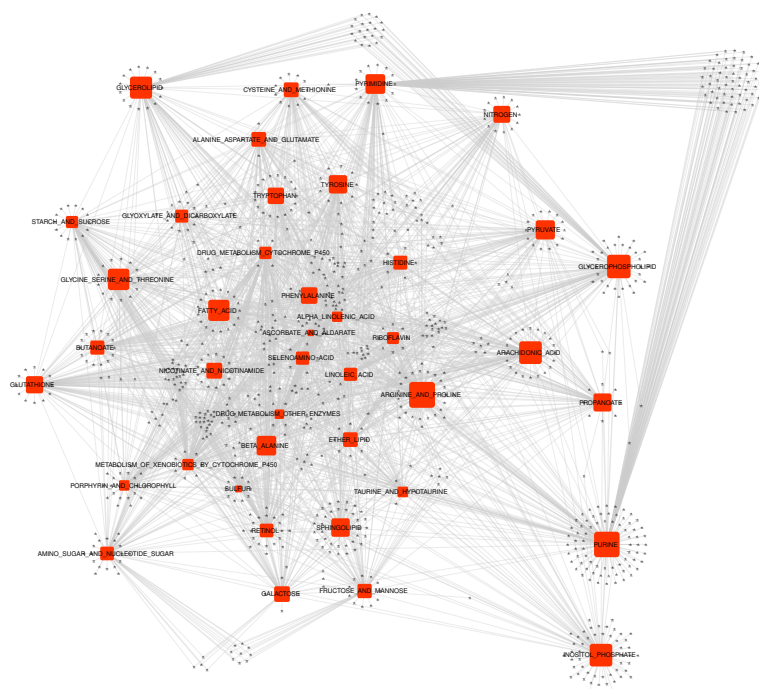 GLYCEROLIPID
CYSTEINE_AND_METHIONINE
PYRIMIDINE
NITROGEN
ALANINE_ASPARTATE_AND_GLUTAMATE
TRYPTOPHAN
TYROSINE
STARCH_AND_SUCROSE
GLYOXYLATE_AND_DICARBOXYLATE
PYRUVATE
DRUG_METABOLISM_CYTOCHROME_P450
HISTIDINE
GLYCEROPHOSPHOLIPID
GLYCINE_SERINE_AND_THREONINE
PHENYLALANINE
FATTY_ACID
ALPHA_LINOLENIC_ACID
ASCORBATE_AND_ALDARATE
RIBOFLAVIN
BUTANOATE
SELENOAMINO_ACID
ARACHIDONIC_ACID
NICOTINATE_AND_NICOTINAMIDE
LINOLEIC_ACID
GLUTATHIONE
ARGININE_AND_PROLINE
PROPANOATE
DRUG_METABOLISM_OTHER_ENZYMES
BETA_ALANINE
ETHER_LIPID
METABOLISM_OF_XENOBIOTICS_BY_CYTOCHROME_P450
PORPHYRIN_AND_CHLOROPHYLL
SULFUR
TAURINE_AND_HYPOTAURINE
RETINOL
SPHINGOLIPID
PURINE
AMINO_SUGAR_AND_NUCLEOTIDE_SUGAR
GALACTOSE
FRUCTOSE_AND_MANNOSE
INOSITOL_PHOSPHATE